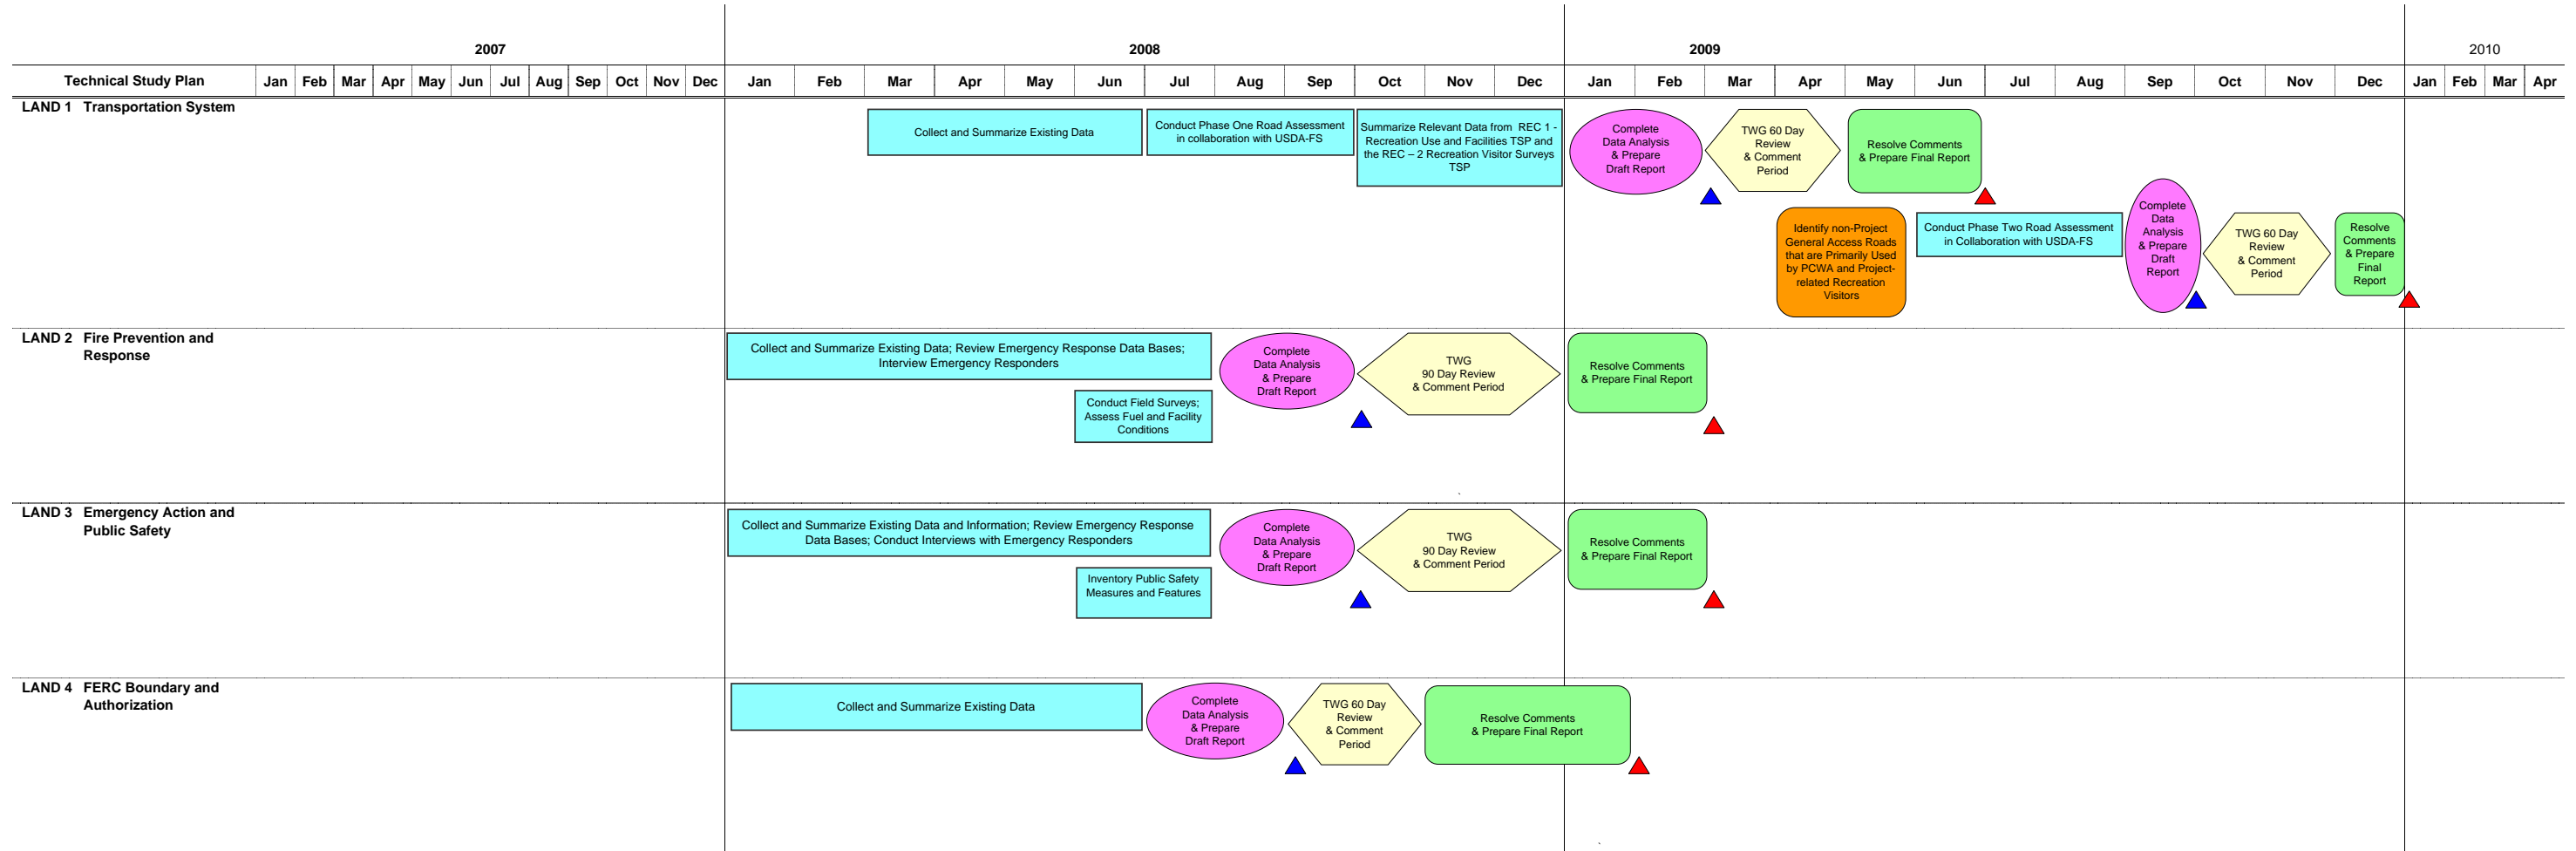 2007
2008
2009
2010
Technical Study Plan
Jan Feb Mar Apr May Jun Jul Aug Sep Oct Nov Dec
Jan Feb Mar Apr May Jun Jul Aug Sep Oct Nov Dec
Jan Feb Mar Apr May Jun Jul Aug Sep Oct Nov Dec
Jan Feb Mar Apr
LAND 1 Transportation System
Collect and Summarize Existing Data
Conduct Phase One Road Assessment
in collaboration with USDA-FS
Summarize Relevant Data from REC 1 -
Recreation Use and Facilities TSP and
the REC – 2 Recreation Visitor Surveys
TSP
Complete
Data Analysis
& Prepare
Draft Report
TWG 60 Day
Review
& Comment
Period
Resolve Comments
& Prepare Final Report
Identify non-Project
General Access Roads
that are Primarily Used
by PCWA and Project-
related Recreation
Visitors
Conduct Phase Two Road Assessment
in Collaboration with USDA-FS
Complete
Data
Analysis
& Prepare
Draft
Report
TWG 60 Day
Review
& Comment
Period
Resolve
Comments
& Prepare
Final
Report
LAND 2 Fire Prevention and
Response
Collect and Summarize Existing Data; Review Emergency Response Data Bases;
Interview Emergency Responders
Conduct Field Surveys;
Assess Fuel and Facility
Conditions
Complete
Data Analysis
& Prepare
Draft Report
TWG
90 Day Review
& Comment Period
Resolve Comments
& Prepare Final Report
LAND 3 Emergency Action and
Public Safety
Collect and Summarize Existing Data and Information; Review Emergency Response
Data Bases; Conduct Interviews with Emergency Responders
Inventory Public Safety
Measures and Features
Complete
Data Analysis
& Prepare
Draft Report
TWG
90 Day Review
& Comment Period
Resolve Comments
& Prepare Final Report
LAND 4 FERC Boundary and
Authorization
Collect and Summarize Existing Data
Complete
Data Analysis
& Prepare
Draft Report
TWG 60 Day
Review
& Comment
Period
Resolve Comments
& Prepare Final Report